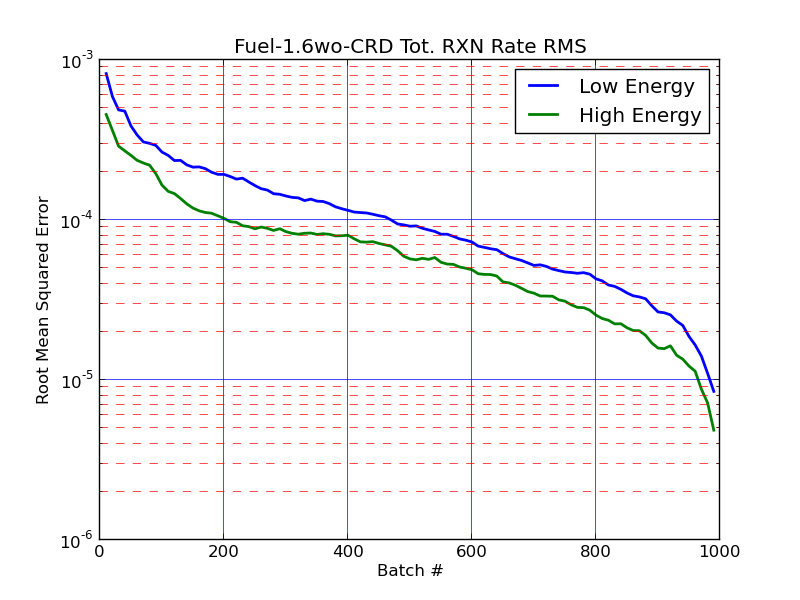 Fuel-1.6wo-CRD Tot. RXN Rate RMS
10^-3
Low Energy
High Energy
10^-4
Root Mean Squared Error
10^-5
10^-6
0 200 400 600 800 1000
Batch #